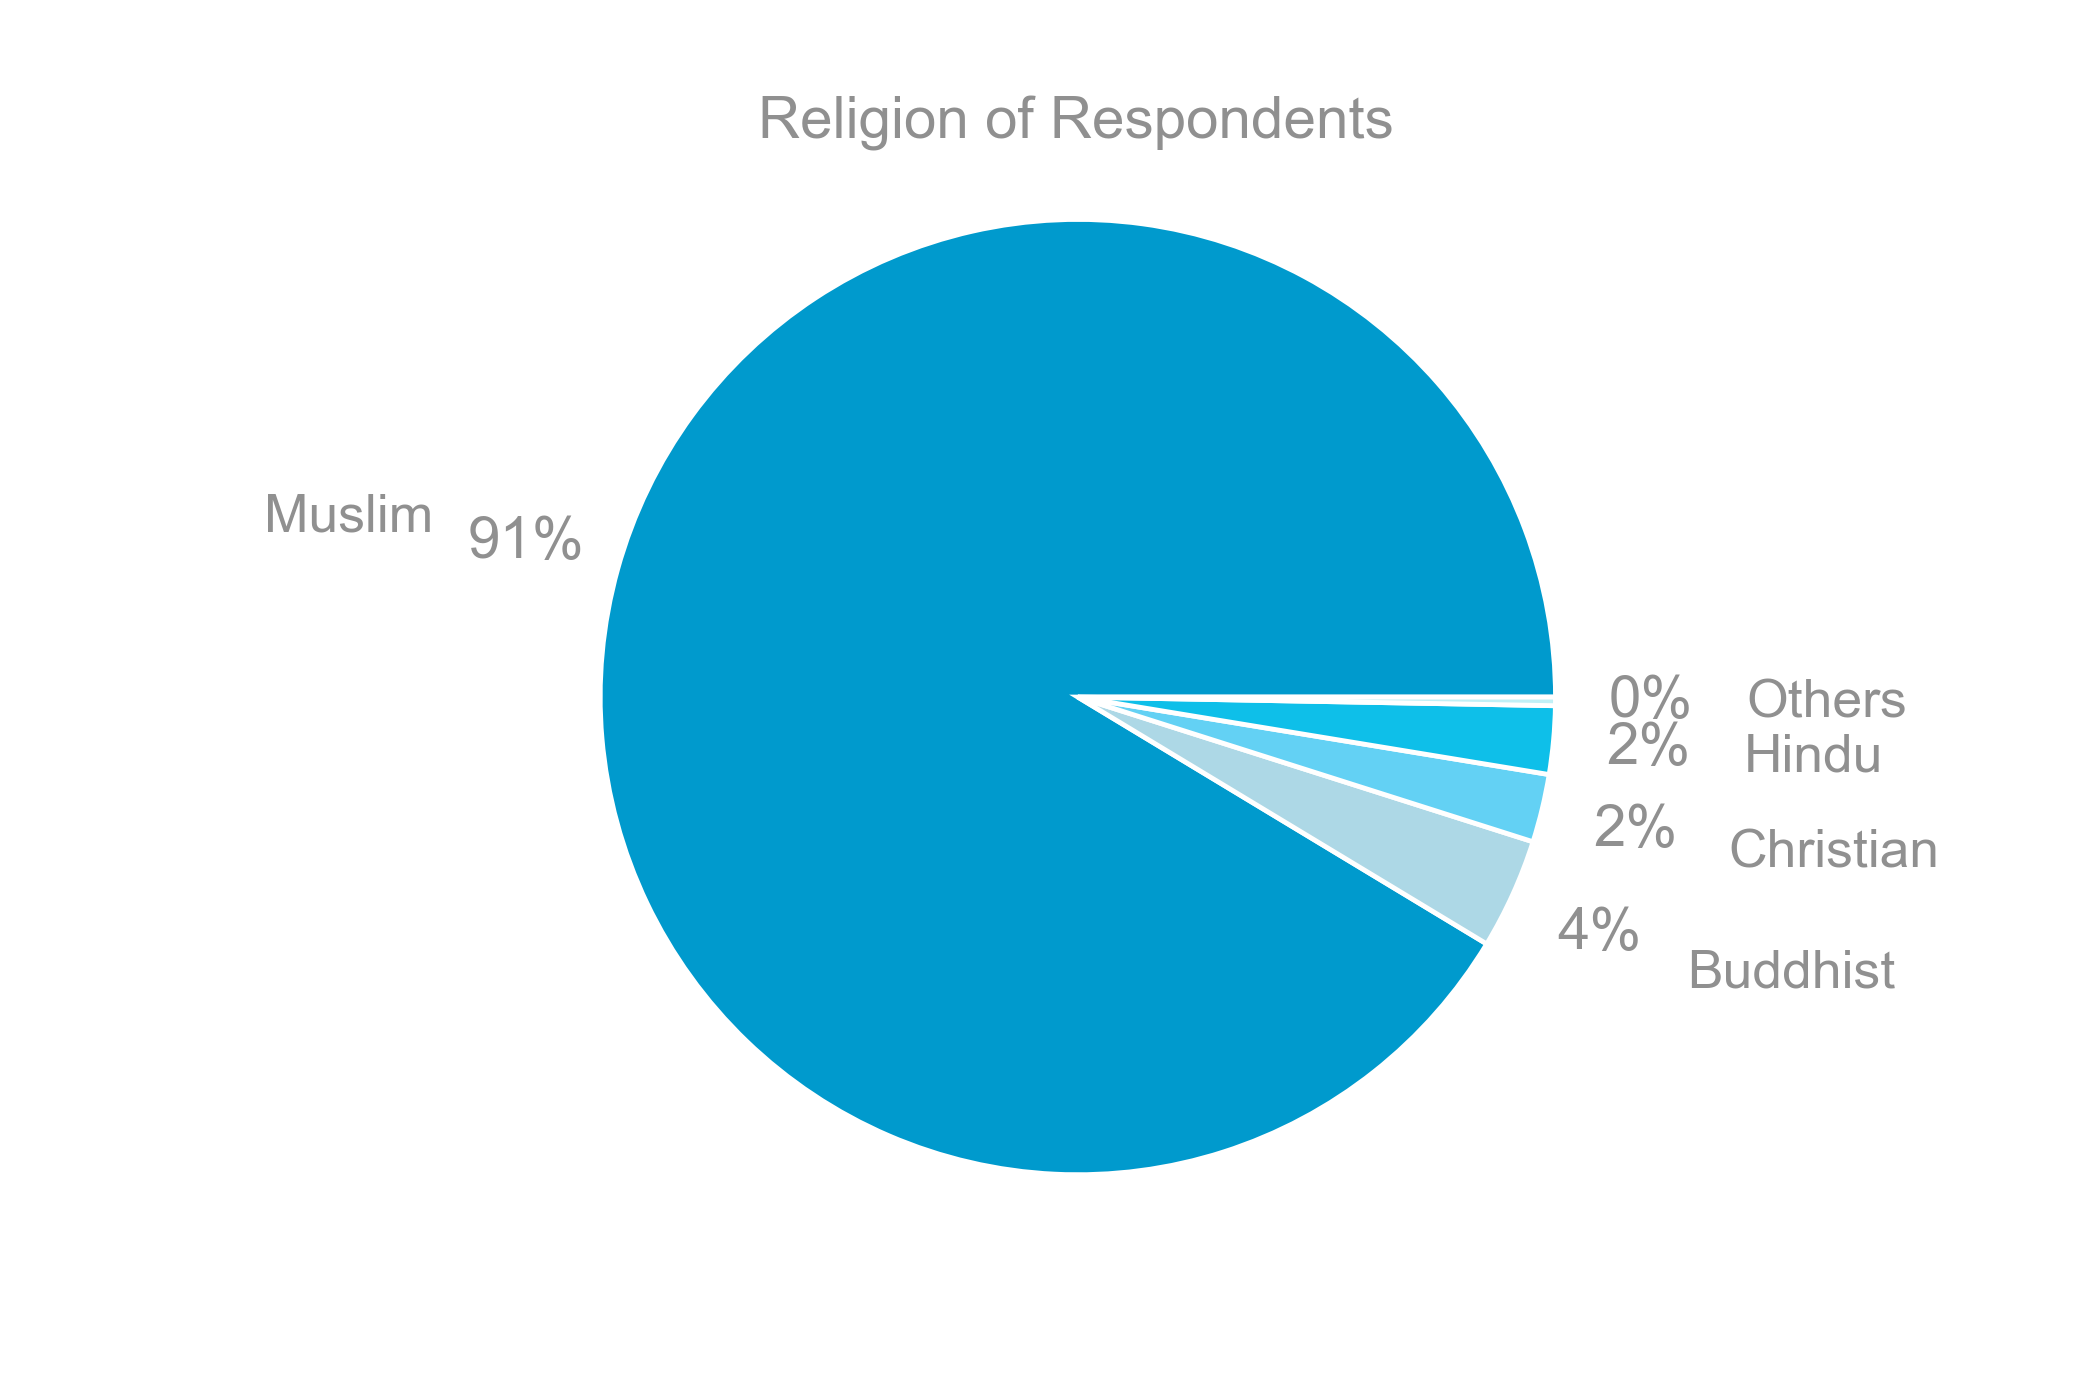 Religion of Respondents
Muslim 91%
0% Others
2% Hindu
2% Christian
4% Buddhist